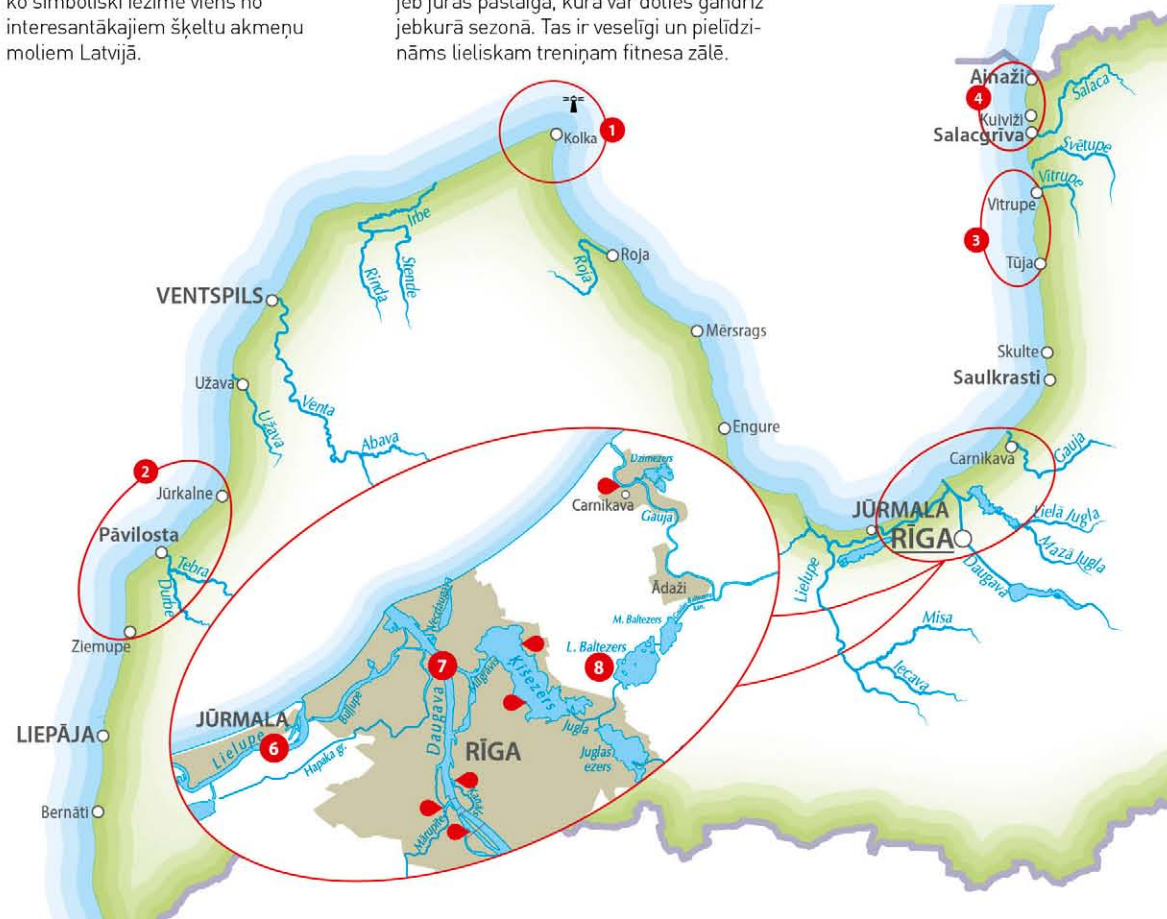 ko simboliski iezīmē viens no
interesantākajiem šķeltu akmeņu
moliem Latvijā.
jeb jūras pastaiga, kurā var doties gandrīz
jebkurā sezonā. Tas ir veselīgi un pielīdzi-
nāms lieliskam treniņam fitnesa zālē.
Ainaži
4
Kuiviži
Salacgrīva
Salaca
Svētupe
Vitrupe
Vitrupe
3
Tūja
Skulte
Saulkrasti
Kolka
1
Irbe
Rinda
Stende
Roja
Roja
VENTSPILS
Mērsrags
Užava
Užava
Venta
Abava
Engure
2
Jūrkalne
Pāvilosta
Tebra
Durbe
Ziemupe
LIEPĀJA
Bernāti
Carnikava
Gauja
JŪRMALA
RĪGA
Lielā Jugla
Mazā Jugla
Daugava
Lielupe
Misa
Iecava
Dzirnezers
Carnikava
Gauja
Ādaži
M. Baltezers
L. Baltezers
8
Ķīšezers
7
Buļļupe
Daugava
JŪRMALA
6
Lielupe
Hapaka gr.
RĪGA
Jugla
Juglas
ezers
Kanāls
Mārupīte